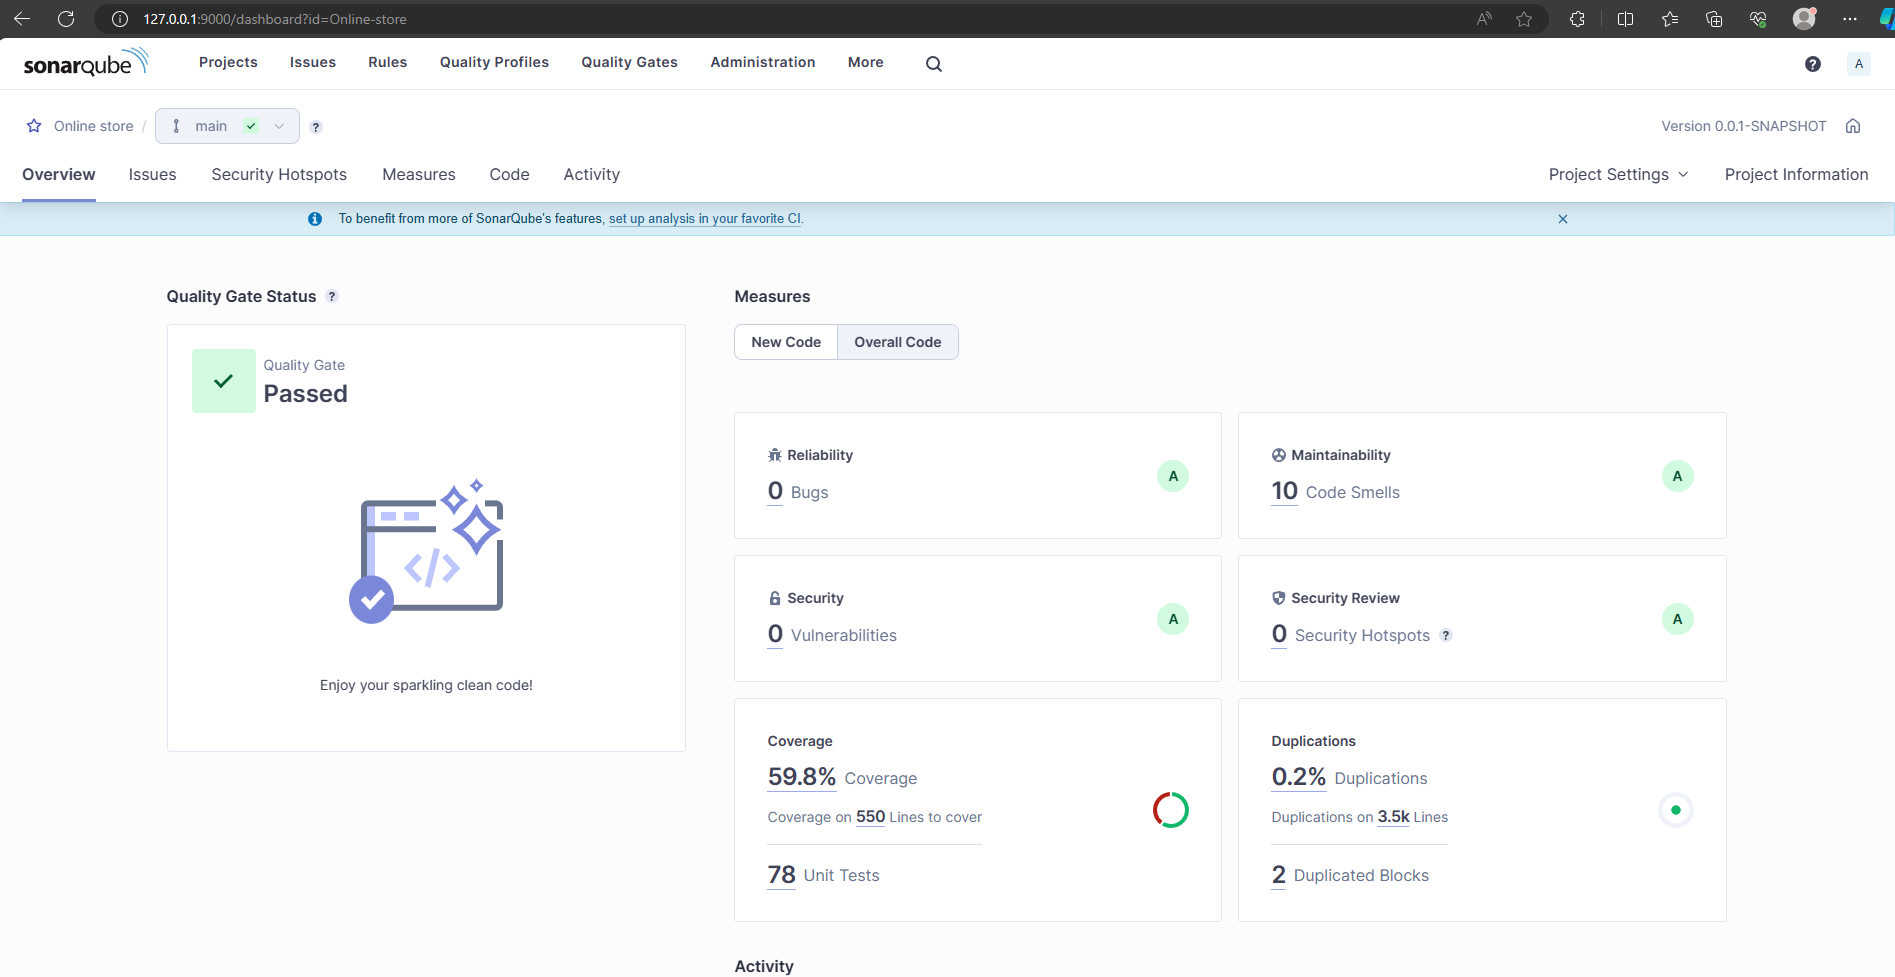 127.0.0.1:9000/dashboard?id=Online-store
sonarqube Projects Issues Rules Quality Profiles Quality Gates Administration More ? A
Online store / main ? Version 0.0.1-SNAPSHOT
Overview Issues Security Hotspots Measures Code Activity Project Settings Project Information
To benefit from more of SonarQube's features, set up analysis in your favorite CI.
Quality Gate Status ?
Quality Gate
Passed
Enjoy your sparkling clean code!
Measures
New Code Overall Code
Reliability
0 Bugs
A
Maintainability
10 Code Smells
A
Security
0 Vulnerabilities
A
Security Review
0 Security Hotspots ?
A
Coverage
59.8% Coverage
Coverage on 550 Lines to cover
78 Unit Tests
Duplications
0.2% Duplications
Duplications on 3.5k Lines
2 Duplicated Blocks
Activity